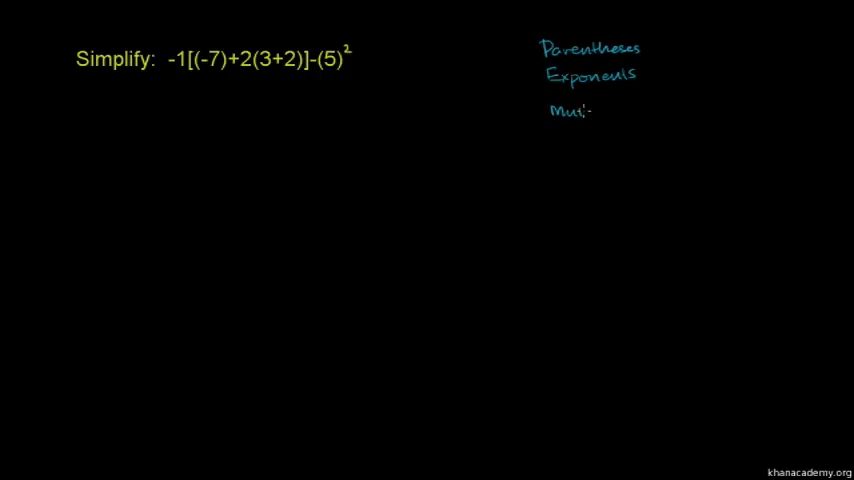 Simplify: -1[(-7)+2(3+2)]-(5)²
Parentheses
Exponents
khanacademy.org